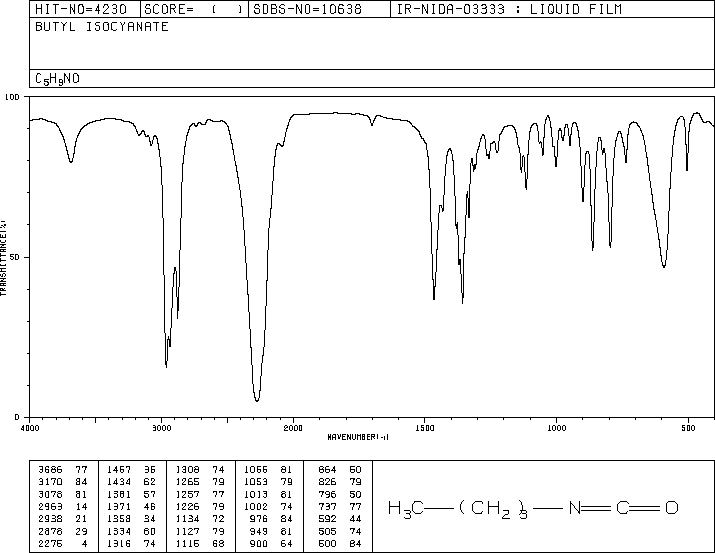 HIT-NO=4230 SCORE= ( ) SDBS-NO=10638 IR-NIDA-03333 : LIQUID FILM
BUTYL ISOCYANATE
C5H9NO
100
50
0
TRANSMITTANCE(%)
4000 3000 2000 1500 1000 500
WAVENUMBER(-1)
3686 77 1467 35 1308 74 1066 81 864 50
3170 84 1434 62 1265 79 1053 79 826 79
3078 81 1381 57 1257 77 1013 81 796 50
2963 14 1371 46 1226 79 1002 74 737 77
2938 21 1358 34 1134 72 976 84 592 44
2878 29 1334 60 1127 79 949 81 505 74
2275 4 1316 74 1115 68 900 64 500 84
H3C—(CH2)3—N=C=O